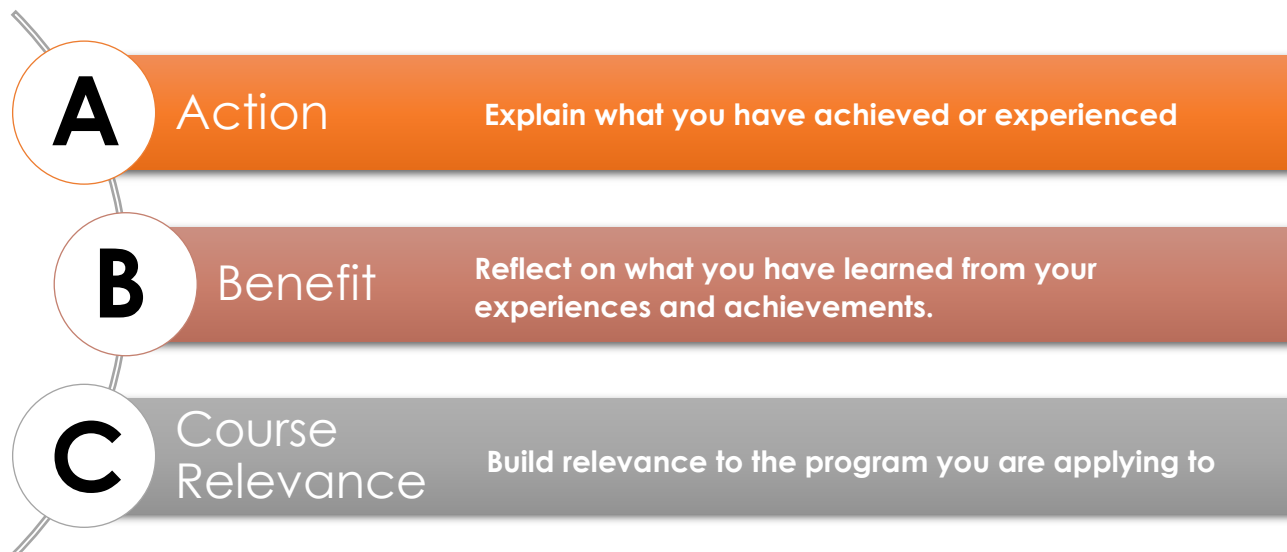 A
Action
Explain what you have achieved or experienced
B
Benefit
Reflect on what you have learned from your
experiences and achievements.
C
Course
Relevance
Build relevance to the program you are applying to